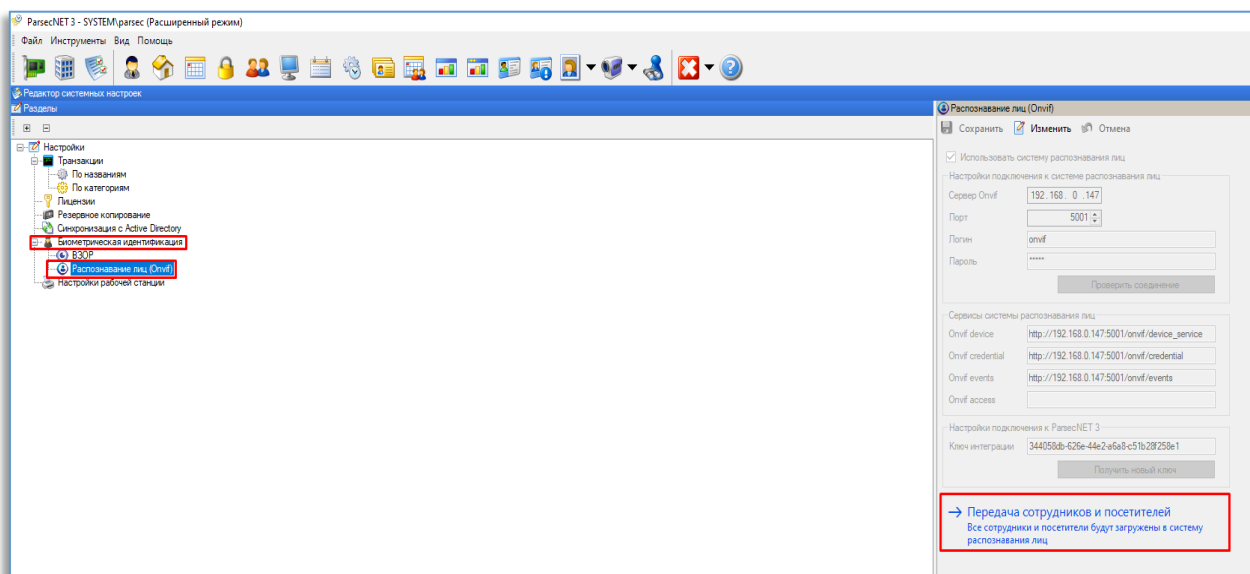 ParsecNET 3 - SYSTEM\parsec (Расширенный режим)
Файл Инструменты Вид Помощь
Редактор системных настроек
Разделы
Настройки
Транзакции
По названиям
По категориям
Лицензии
Резервное копирование
Синхронизация с Active Directory
Биометрическая идентификация
ВЗОР
Распознавание лиц (Onvif)
Настройки рабочей станции
Распознавание лиц (Onvif)
Сохранить Изменить Отмена
Использовать систему распознавания лиц
Настройки подключения к системе распознавания лиц
Сервер Onvif 192.168. 0 .147
Порт 5001
Логин onvif
Пароль *****
Проверить соединение
Сервисы системы распознавания лиц
Onvif device http://192.168.0.147:5001/onvif/device_service
Onvif credential http://192.168.0.147:5001/onvif/credential
Onvif events http://192.168.0.147:5001/onvif/events
Onvif access
Настройки подключения к ParsecNET 3
Ключ интеграции 344058db-626e-44e2-a6a8-c51b28f258e1
Получить новый ключ
Передача сотрудников и посетителей
Все сотрудники и посетители будут загружены в систему
распознавания лиц